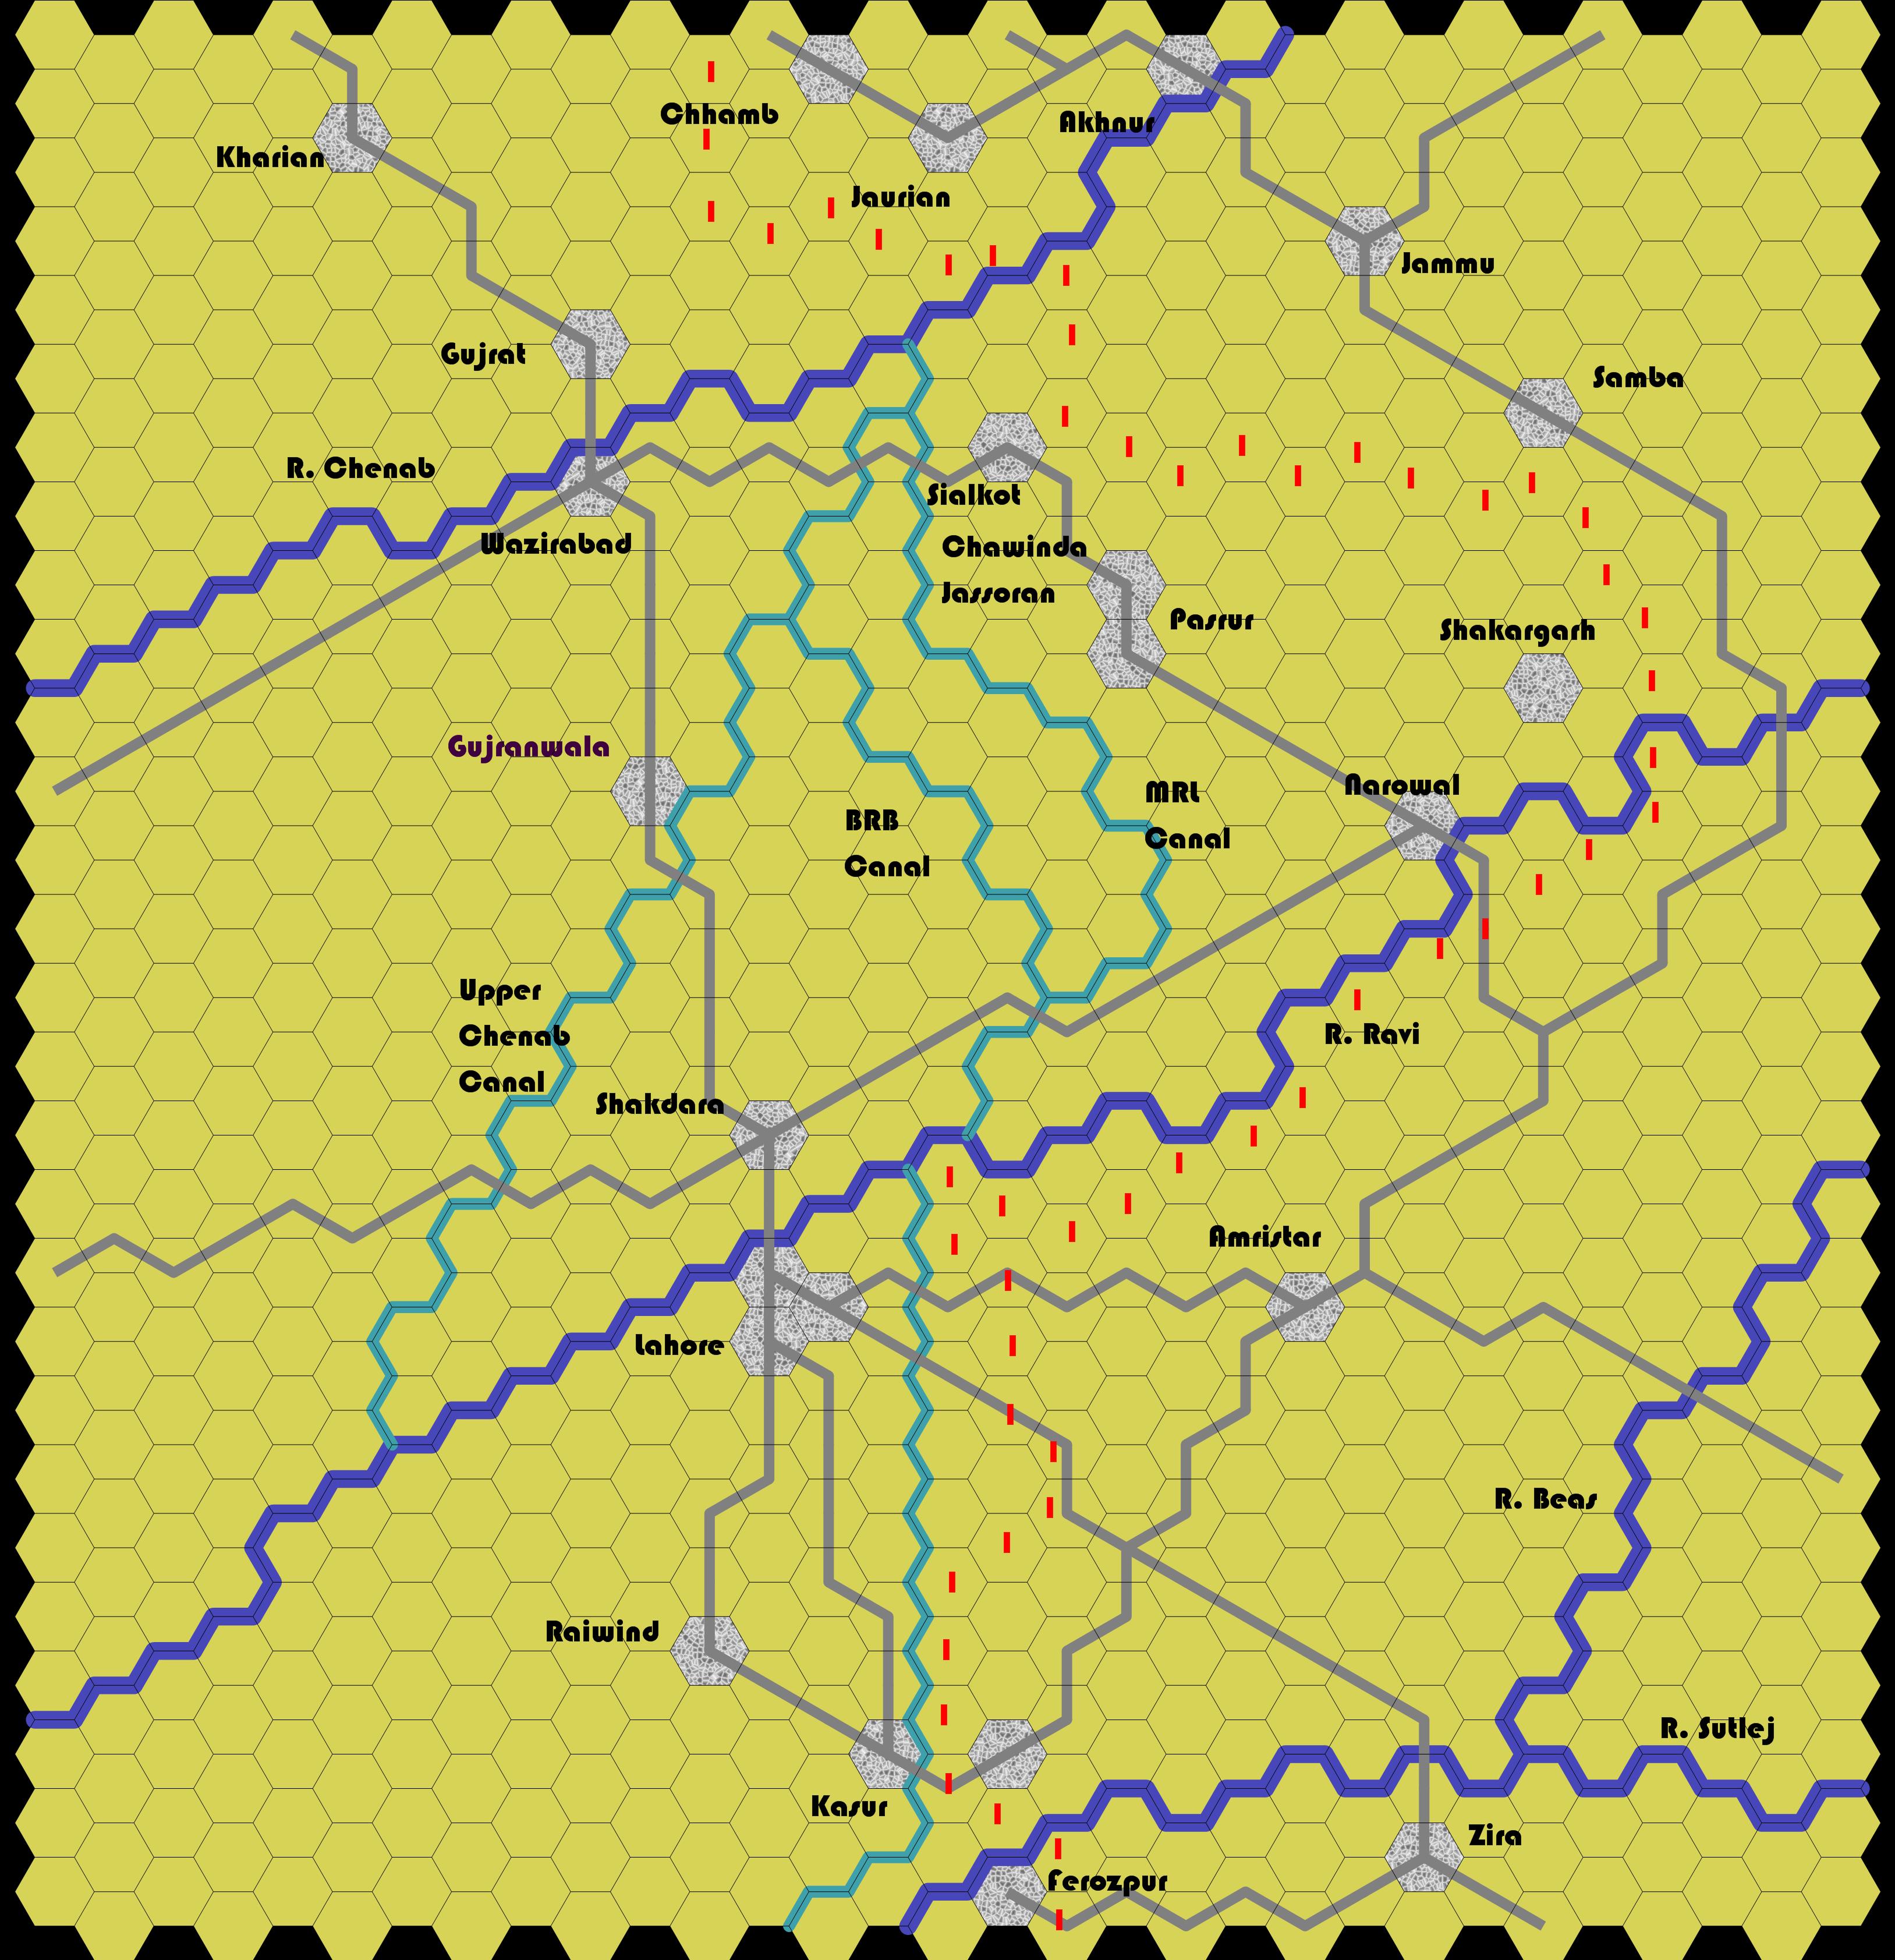 Chhamb
Akhnur
Kharian
Jaurian
Jammu
Gujrat
Samba
R. Chenab
Sialkot
Wazirabad
Chawinda
Jassoran
Pasrur
Shakargarh
Gujranwala
Narowal
MRL
Canal
BRB
Canal
Upper
Chenab
Canal
R. Ravi
Shakdara
Amristar
Lahore
R. Beas
Raiwind
R. Sutlej
Kasur
Zira
Ferozpur